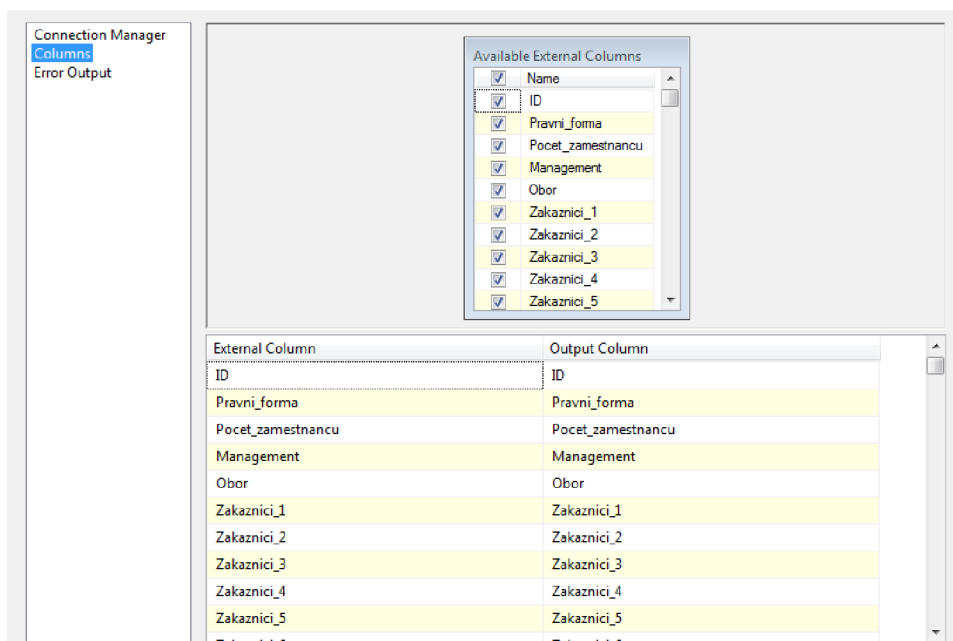 Connection Manager
Columns
Error Output
Available External Columns
Name
ID
Pravni_forma
Pocet_zamestnancu
Management
Obor
Zakaznici_1
Zakaznici_2
Zakaznici_3
Zakaznici_4
Zakaznici_5
External Column Output Column
ID ID
Pravni_forma Pravni_forma
Pocet_zamestnancu Pocet_zamestnancu
Management Management
Obor Obor
Zakaznici_1 Zakaznici_1
Zakaznici_2 Zakaznici_2
Zakaznici_3 Zakaznici_3
Zakaznici_4 Zakaznici_4
Zakaznici_5 Zakaznici_5